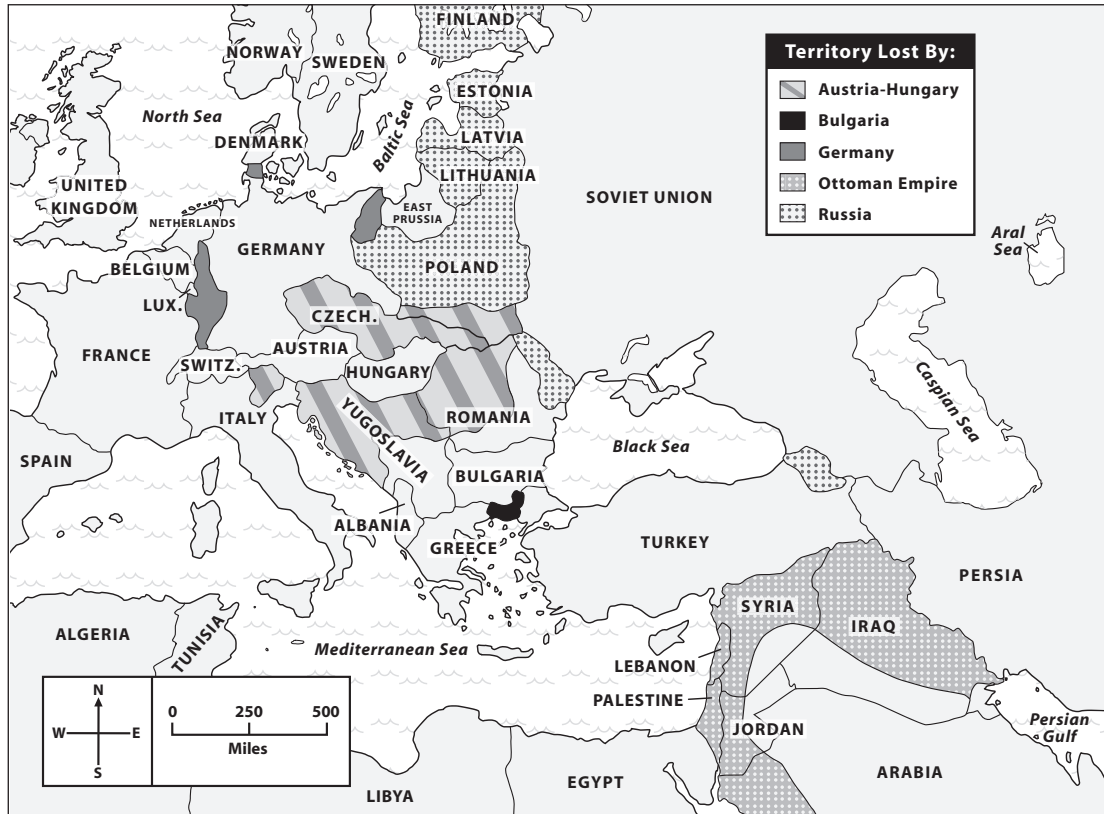 FINLAND
NORWAY
SWEDEN
Territory Lost By:
Austria-Hungary
Bulgaria
Germany
Ottoman Empire
Russia
ESTONIA
North Sea
Baltic Sea
DENMARK
LATVIA
LITHUANIA
UNITED
KINGDOM
SOVIET UNION
EAST
PRUSSIA
NETHERLANDS
Aral
Sea
GERMANY
BELGIUM
POLAND
LUX.
CZECH.
FRANCE
AUSTRIA
SWITZ.
HUNGARY
Caspian Sea
ITALY
YUGOSLAVIA
ROMANIA
Black Sea
SPAIN
BULGARIA
ALBANIA
GREECE
TURKEY
PERSIA
SYRIA
ALGERIA
TUNISIA
IRAQ
Mediterranean Sea
LEBANON
PALESTINE
N
W
E
S
0
250
500
Miles
JORDAN
Persian
Gulf
ARABIA
EGYPT
LIBYA